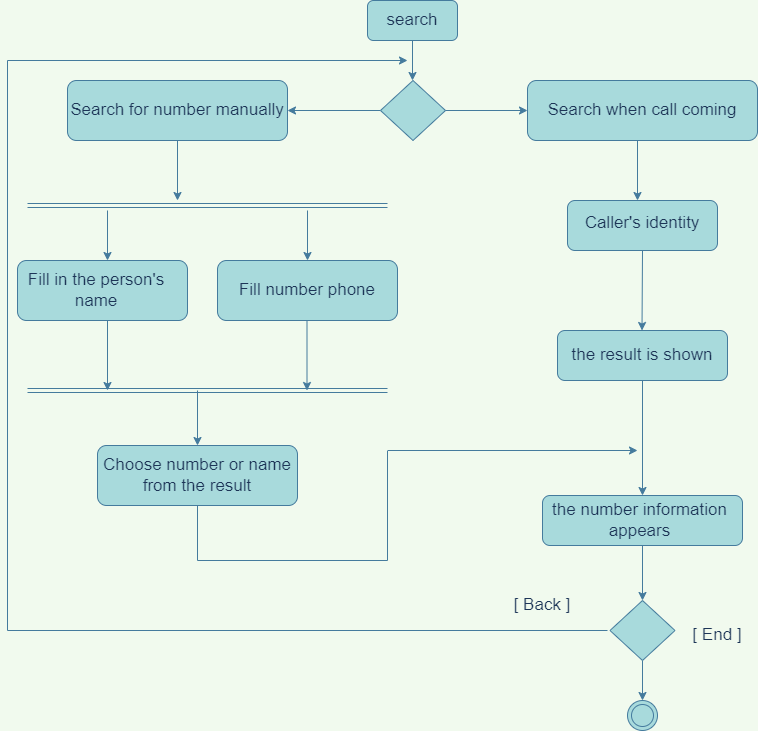 search
Search for number manually
Search when call coming
Caller's identity
Fill in the person's
name
Fill number phone
the result is shown
Choose number or name
from the result
the number information
appears
[ Back ]
[ End ]